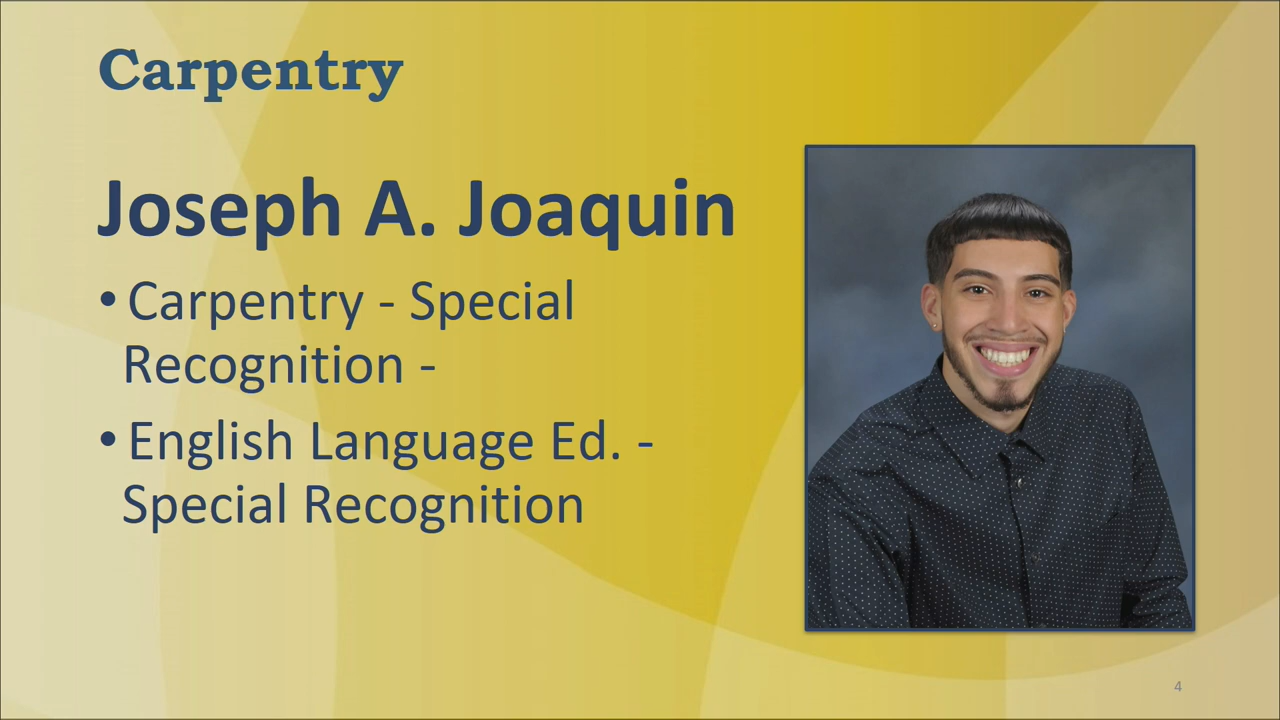 Carpentry
Joseph A. Joaquin
• Carpentry - Special
Recognition -
• English Language Ed. -
Special Recognition
4